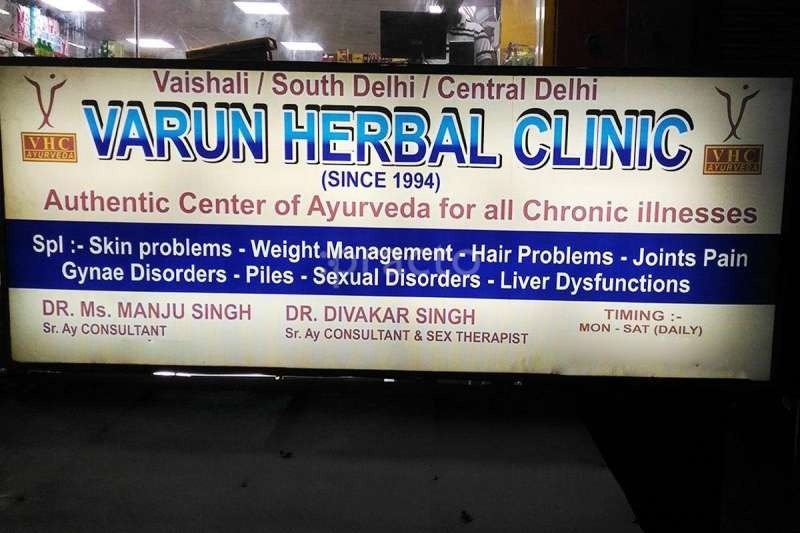 Vaishali / South Delhi / Central Delhi
VARUN HERBAL CLINIC
(SINCE 1994)
VHC
AYURVEDA
VHC
AYURVEDA
Authentic Center of Ayurveda for all Chronic illnesses
Spl :- Skin problems - Weight Management - Hair Problems - Joints Pain
Gynae Disorders - Piles - Sexual Disorders - Liver Dysfunctions
practo
DR. Ms. MANJU SINGH
Sr. Ay CONSULTANT
DR. DIVAKAR SINGH
Sr. Ay CONSULTANT & SEX THERAPIST
TIMING :-
MON - SAT (DAILY)